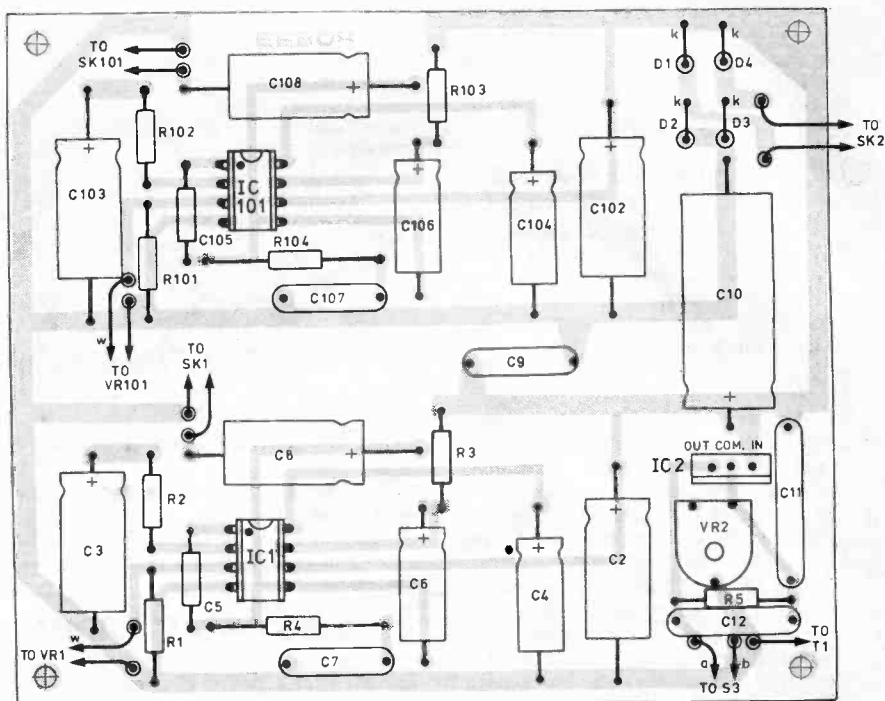 TO
SK101
C108
R103
k
k
D1
D4
k
k
D2
D3
TO
SK2
R102
C103
IC
101
C105
R101
R104
C106
C104
C102
C107
C10
w
TO
VR101
TO
SK1
C9
C8
R3
OUT COM. IN
IC2
C11
R2
C3
IC1
C5
C6
C4
C2
VR2
R1
R4
R5
C12
w
TO VR1
C7
TO
T1
a
b
TO S3